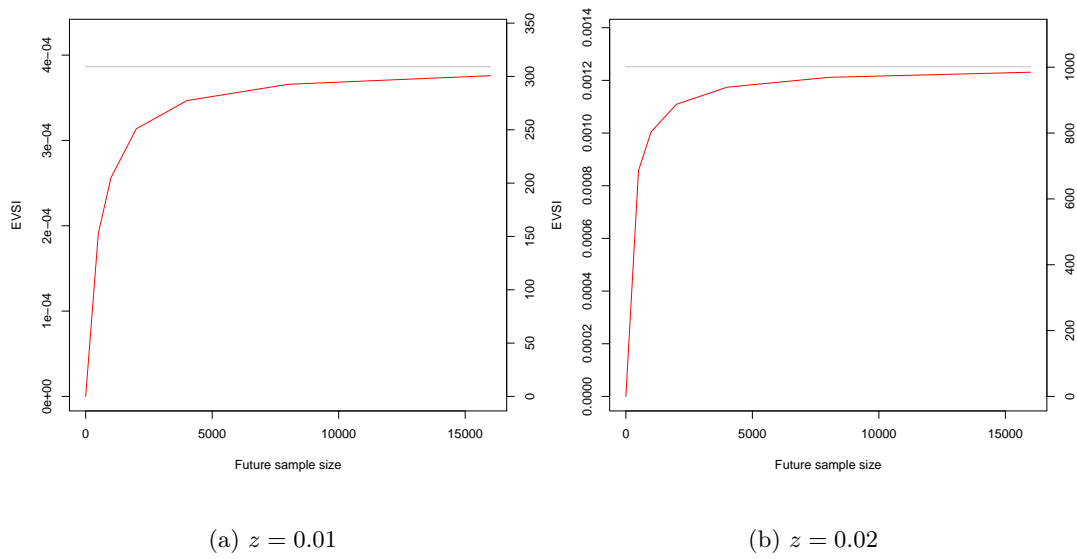 0e+00 1e-04 2e-04 3e-04 4e-04
EVSI
0 50 100 150 200 250 300 350
0 5000 10000 15000
Future sample size
(a) z = 0.01
0.0000 0.0002 0.0004 0.0006 0.0008 0.0010 0.0012 0.0014
EVSI
0 200 400 600 800 1000
0 5000 10000 15000
Future sample size
(b) z = 0.02